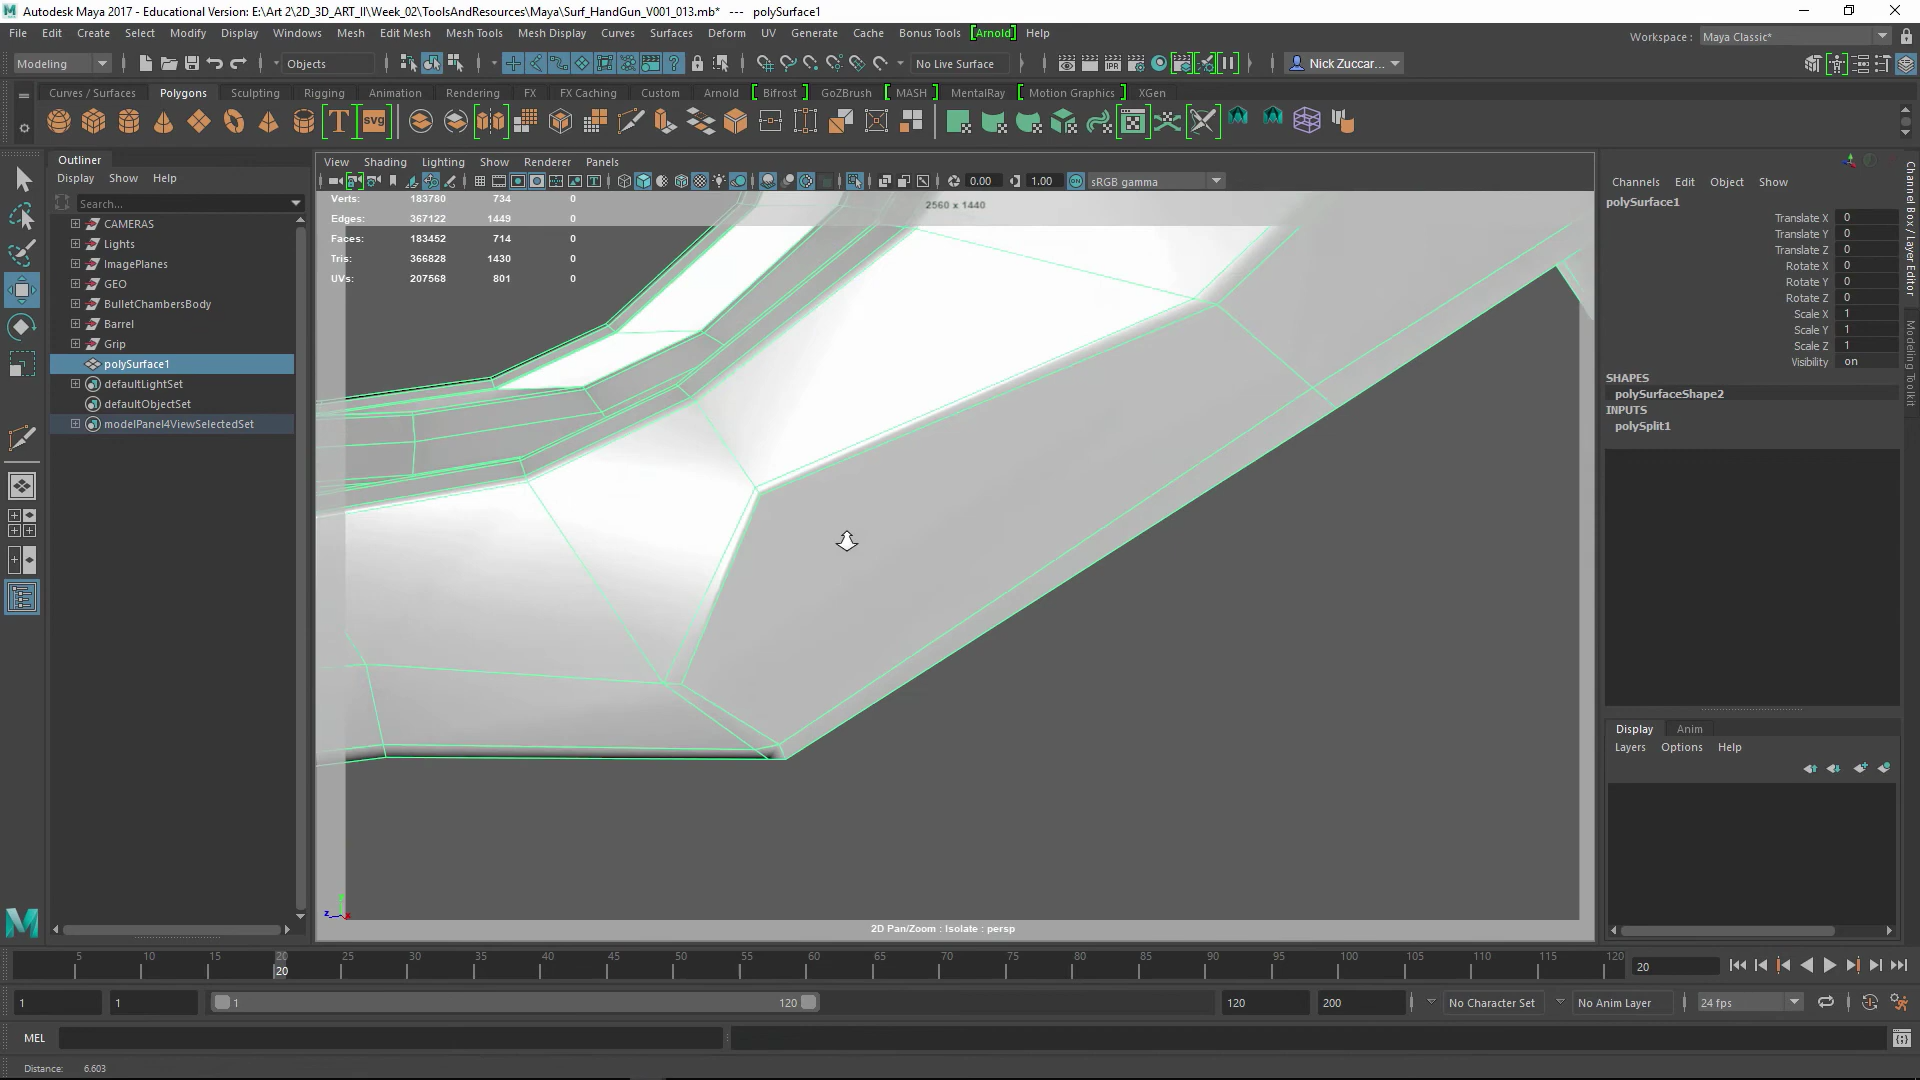 Autodesk Maya 2017 - Educational Version: E:\Art 2\2D_3D_ART_II\Week_02\ToolsAndResources\Maya\Surf_HandGun_V001_013.mb* --- polySurface1
File Edit Create Select Modify Display Windows Mesh Edit Mesh Mesh Tools Mesh Display Curves Surfaces Deform UV Generate Cache Bonus Tools [Arnold] Help
Workspace : Maya Classic*
Modeling Objects No Live Surface IPR Nick Zuccar...
Curves / Surfaces Polygons Sculpting Rigging Animation Rendering FX FX Caching Custom Arnold Bifrost GoZBrush MASH MentalRay Motion Graphics XGen
T SVG
Outliner
Display Show Help
Search...
CAMERAS
Lights
ImagePlanes
GEO
BulletChambersBody
Barrel
Grip
polySurface1
defaultLightSet
defaultObjectSet
modelPanel4ViewSelectedSet
View Shading Lighting Show Renderer Panels
0.00 1.00 ON sRGB gamma
Verts: 183780 734 0
Edges: 367122 1449 0
Faces: 183452 714 0
Tris: 366828 1430 0
UVs: 207568 801 0
2560 x 1440
z x
2D Pan/Zoom : Isolate : persp
Channels Edit Object Show
polySurface1
Translate X 0
Translate Y 0
Translate Z 0
Rotate X 0
Rotate Y 0
Rotate Z 0
Scale X 1
Scale Y 1
Scale Z 1
Visibility on
SHAPES
polySurfaceShape2
INPUTS
polySplit1
Channel Box / Layer Editor
Modeling Toolkit
Display Anim
Layers Options Help
5 10 15 20 25 30 35 40 45 50 55 60 65 70 75 80 85 90 95 100 105 110 115 120
20
20
1 1 1 120 120 200 No Character Set No Anim Layer 24 fps
MEL
Distance: 6.603